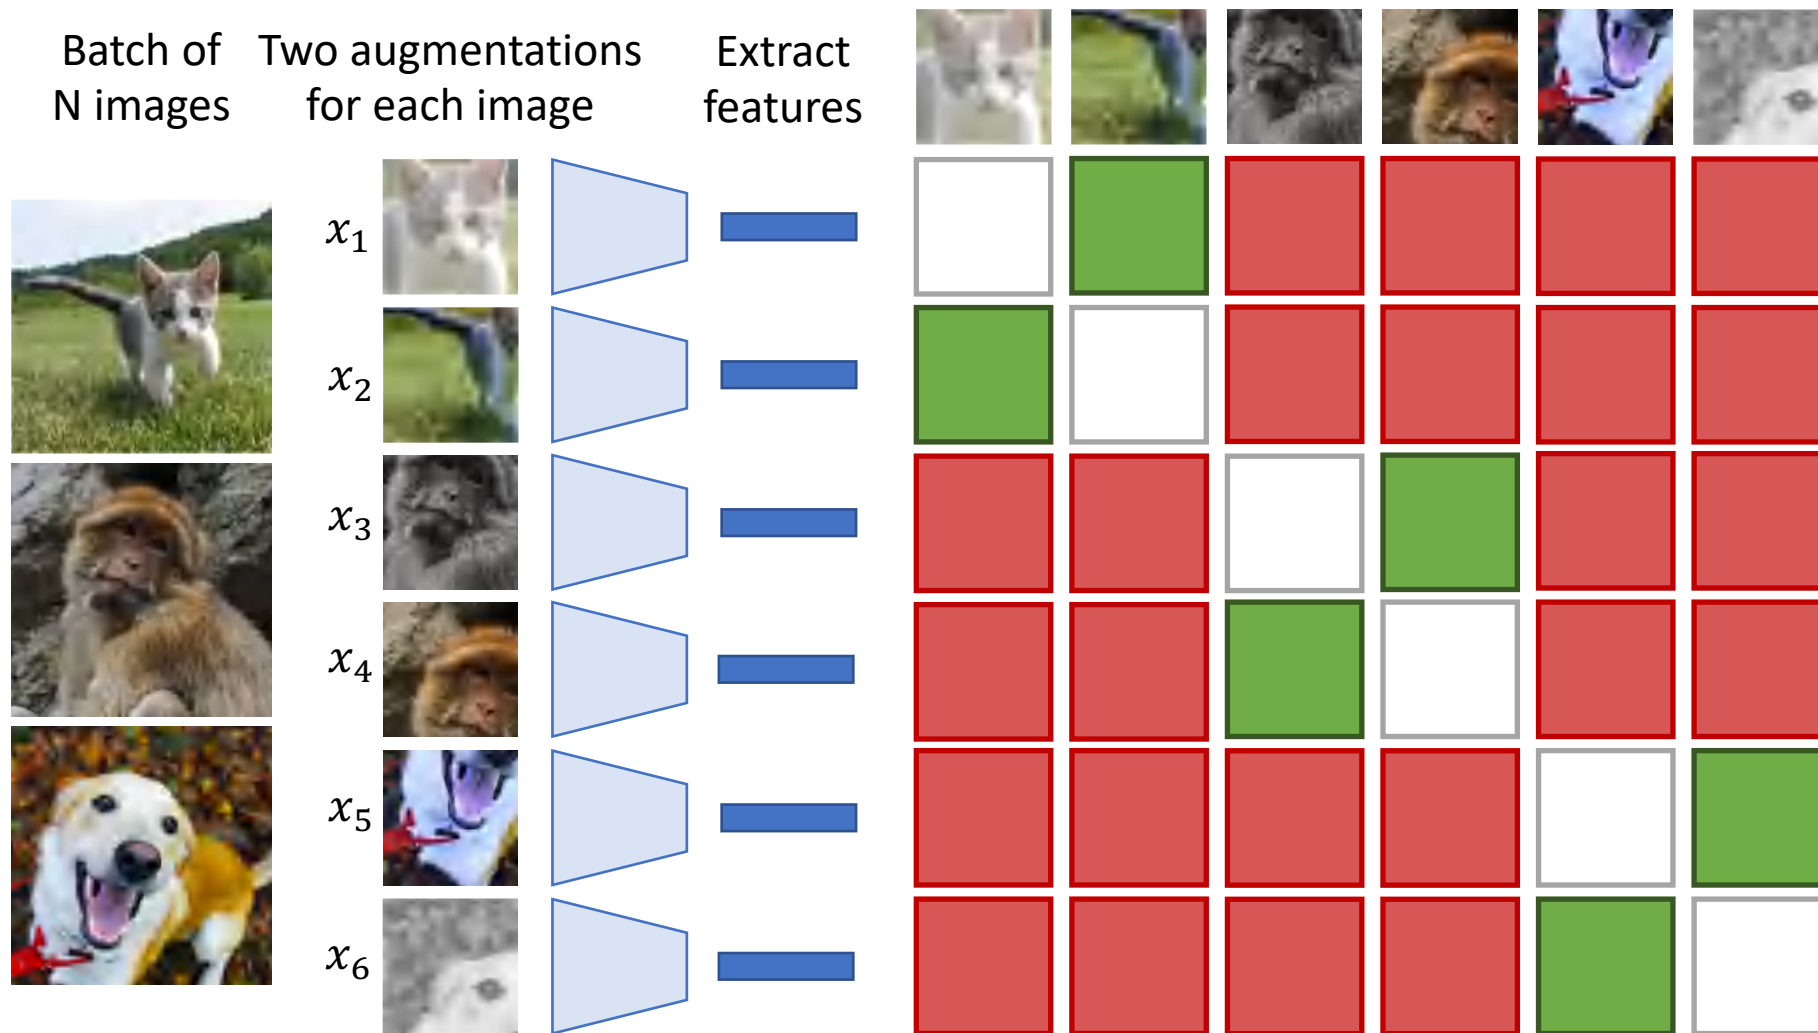 Batch of
N images
Two augmentations
for each image
Extract
features
x₁
x₂
x₃
x₄
x₅
x₆